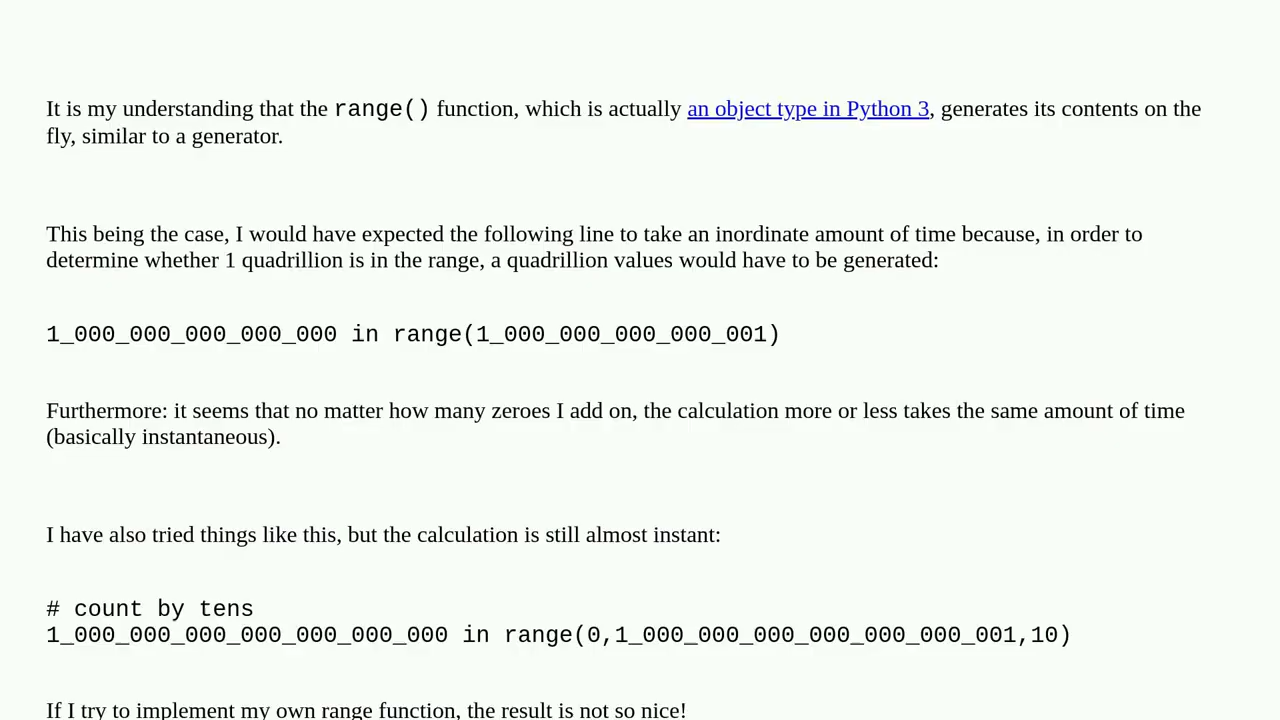 It is my understanding that the range() function, which is actually an object type in Python 3, generates its contents on the
fly, similar to a generator.
This being the case, I would have expected the following line to take an inordinate amount of time because, in order to
determine whether 1 quadrillion is in the range, a quadrillion values would have to be generated:
1_000_000_000_000_000 in range(1_000_000_000_000_001)
Furthermore: it seems that no matter how many zeroes I add on, the calculation more or less takes the same amount of time
(basically instantaneous).
I have also tried things like this, but the calculation is still almost instant:
# count by tens
1_000_000_000_000_000_000_000 in range(0,1_000_000_000_000_000_000_001,10)
If I try to implement my own range function, the result is not so nice!